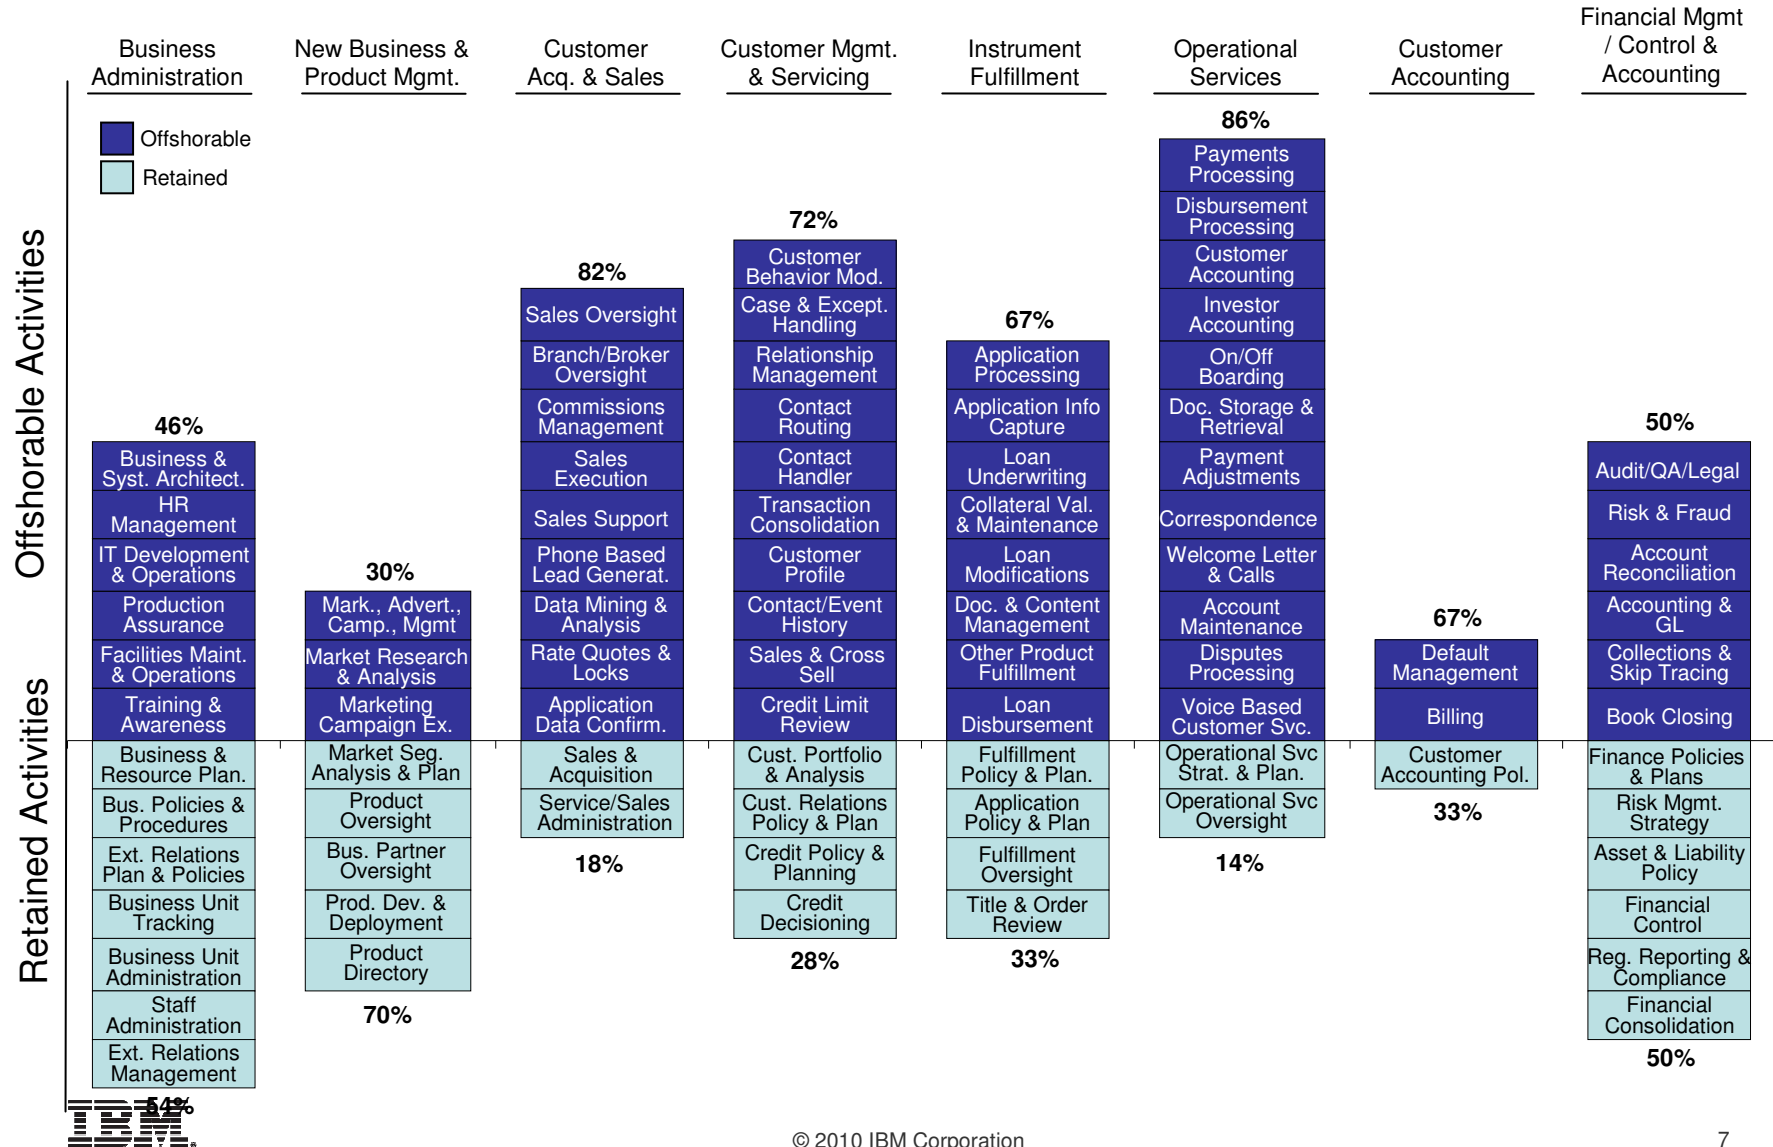 Business
Administration
New Business &
Product Mgmt.
Customer
Acq. & Sales
Customer Mgmt.
& Servicing
Instrument
Fulfillment
Operational
Services
Customer
Accounting
Financial Mgmt
/ Control &
Accounting
Offshorable
Retained
Offshorable Activities
Retained Activities
46%
Business &
Syst. Architect.
HR
Management
IT Development
& Operations
Production
Assurance
Facilities Maint.
& Operations
Training &
Awareness
Business &
Resource Plan.
Bus. Policies &
Procedures
Ext. Relations
Plan & Policies
Business Unit
Tracking
Business Unit
Administration
Staff
Administration
Ext. Relations
Management
54%
30%
Mark., Advert.,
Camp., Mgmt
Market Research
& Analysis
Marketing
Campaign Ex.
Market Seg.
Analysis & Plan
Product
Oversight
Bus. Partner
Oversight
Prod. Dev. &
Deployment
Product
Directory
70%
82%
Sales Oversight
Branch/Broker
Oversight
Commissions
Management
Sales
Execution
Sales Support
Phone Based
Lead Generat.
Data Mining &
Analysis
Rate Quotes &
Locks
Application
Data Confirm.
Sales &
Acquisition
Service/Sales
Administration
18%
72%
Customer
Behavior Mod.
Case & Except.
Handling
Relationship
Management
Contact
Routing
Contact
Handler
Transaction
Consolidation
Customer
Profile
Contact/Event
History
Sales & Cross
Sell
Credit Limit
Review
Cust. Portfolio
& Analysis
Cust. Relations
Policy & Plan
Credit Policy &
Planning
Credit
Decisioning
28%
67%
Application
Processing
Application Info
Capture
Loan
Underwriting
Collateral Val.
& Maintenance
Loan
Modifications
Doc. & Content
Management
Other Product
Fulfillment
Loan
Disbursement
Fulfillment
Policy & Plan.
Application
Policy & Plan
Fulfillment
Oversight
Title & Order
Review
33%
86%
Payments
Processing
Disbursement
Processing
Customer
Accounting
Investor
Accounting
On/Off
Boarding
Doc. Storage &
Retrieval
Payment
Adjustments
Correspondence
Welcome Letter
& Calls
Account
Maintenance
Disputes
Processing
Voice Based
Customer Svc.
Operational Svc
Strat. & Plan.
Operational Svc
Oversight
14%
67%
Default
Management
Billing
Customer
Accounting Pol.
33%
50%
Audit/QA/Legal
Risk & Fraud
Account
Reconciliation
Accounting &
GL
Collections &
Skip Tracing
Book Closing
Finance Policies
& Plans
Risk Mgmt.
Strategy
Asset & Liability
Policy
Financial
Control
Reg. Reporting &
Compliance
Financial
Consolidation
50%
IBM®
© 2010 IBM Corporation
7